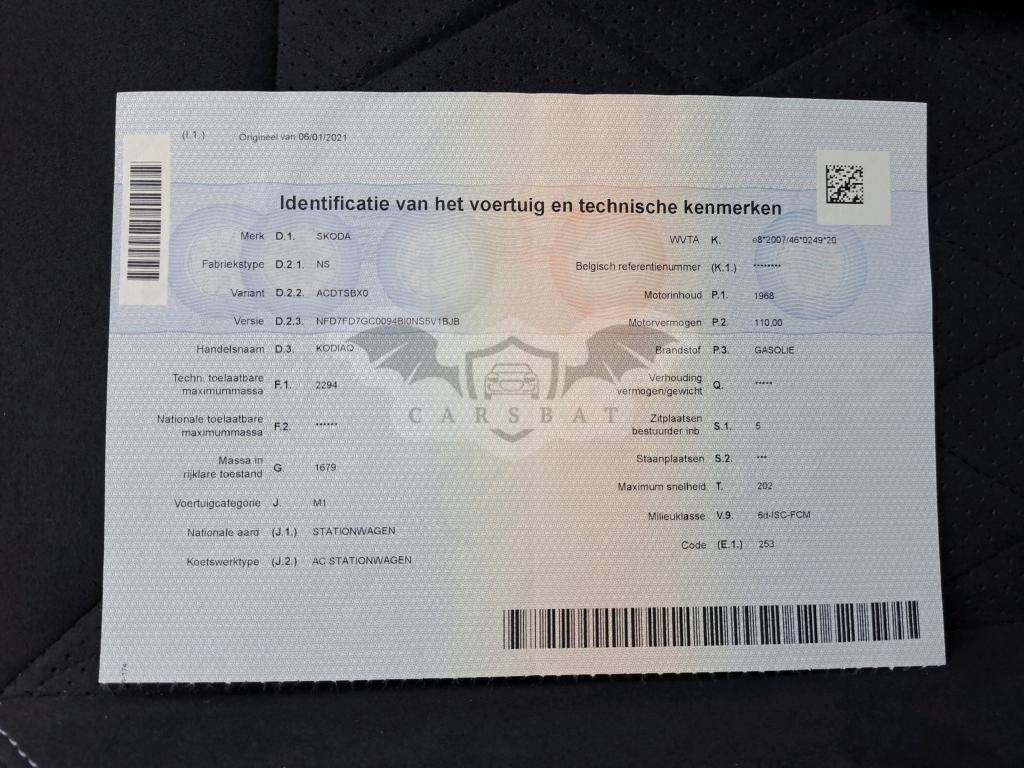 (I.1.) Origineel van 06/01/2021
Identificatie van het voertuig en technische kenmerken
Merk D.1. SKODA
Fabriekstype D.2.1. NS
Variant D.2.2. ACDTSBX0
Versie D.2.3. NFD7FD7GC0094BI0NS5V1BJB
Handelsnaam D.3. KODIAQ
Techn. toelaatbare
maximummassa F.1. 2294
Nationale toelaatbare
maximummassa F.2. ******
Massa in
rijklare toestand G. 1679
Voertuigcategorie J. M1
Nationale aard (J.1.) STATIONWAGEN
Koetswerktype (J.2.) AC STATIONWAGEN
WVTA K. e8*2007/46*0249*20
Belgisch referentienummer (K.1.) ********
Motorinhoud P.1. 1968
Motorvermogen P.2. 110,00
Brandstof P.3. GASOLIE
Verhouding
vermogen/gewicht Q. *****
Zitplaatsen
bestuurder inb. S.1. 5
Staanplaatsen S.2. ***
Maximum snelheid T. 202
Milieuklasse V.9. 6d-ISC-FCM
Code (E.1.) 253
CARSBAT